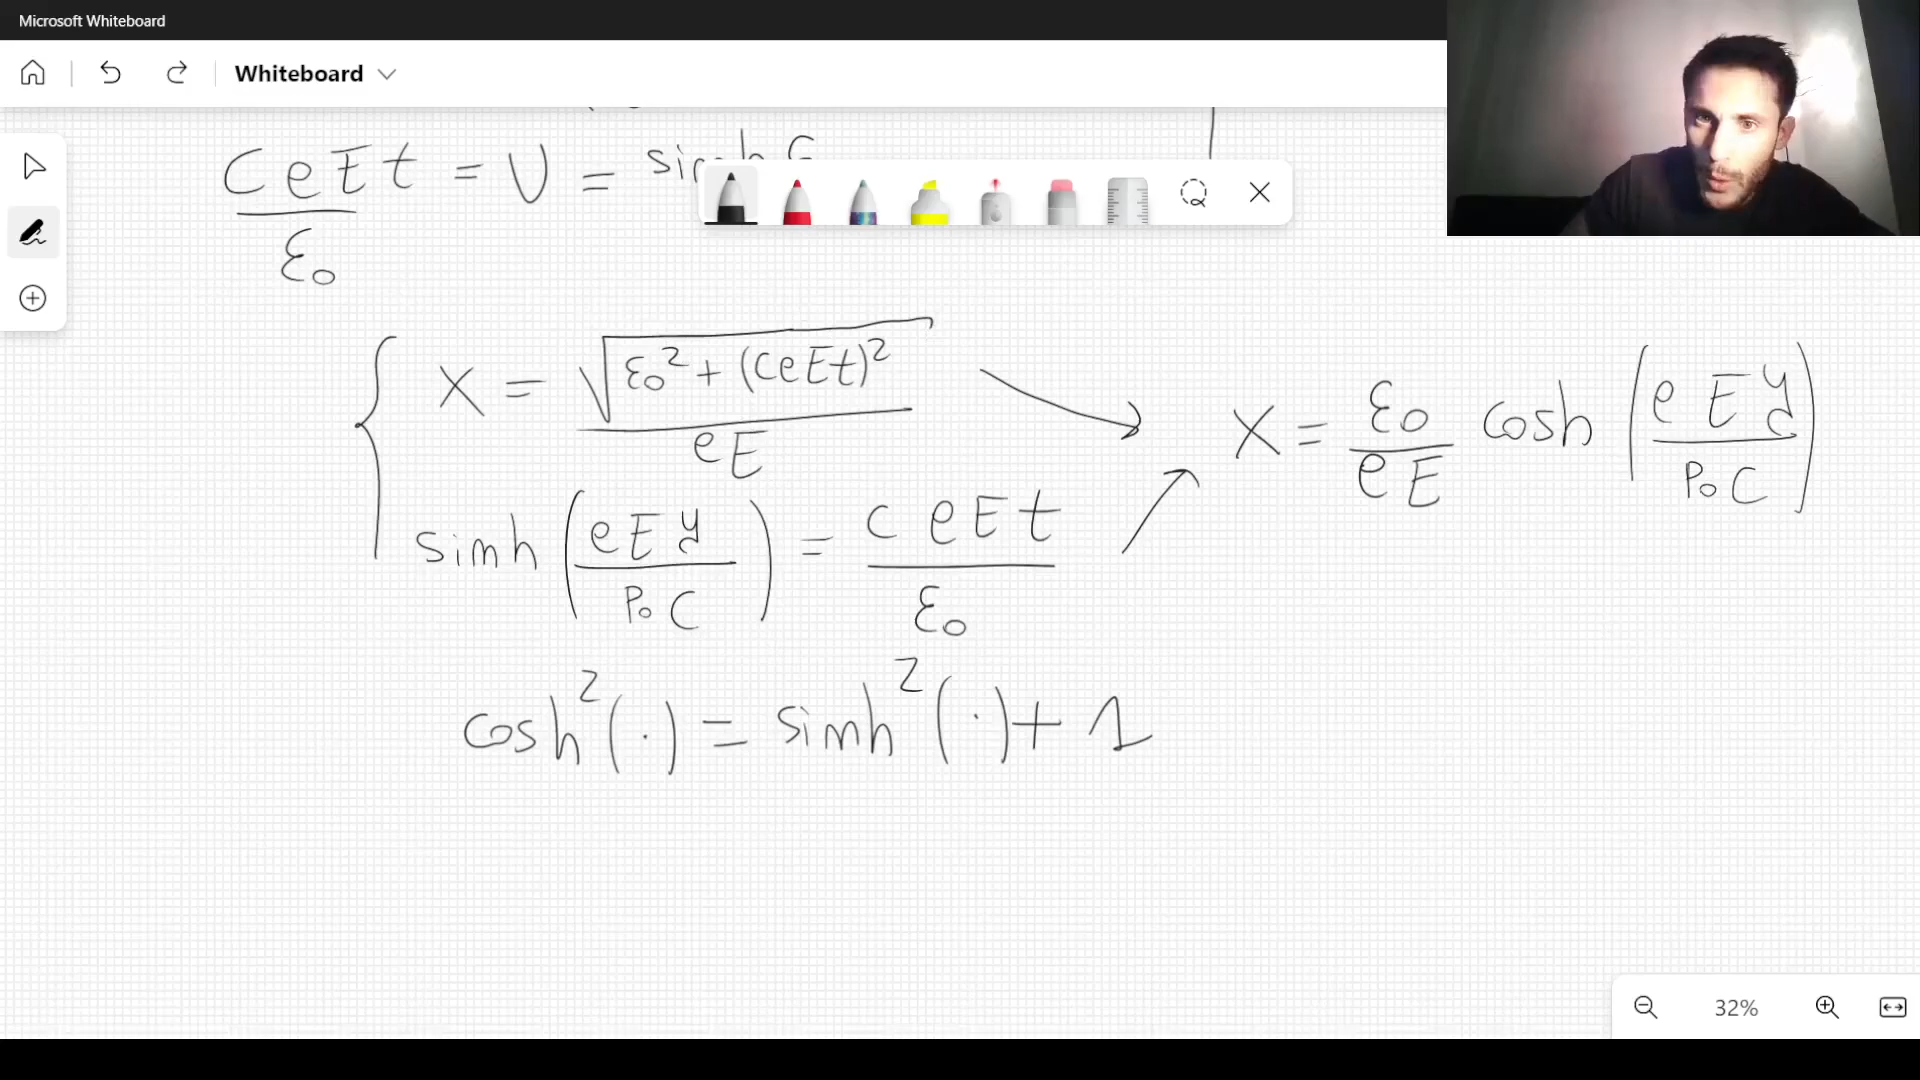 Microsoft Whiteboard
Whiteboard
ceEt/ε₀ = U = sinh
x = √(ε₀² + (ceEt)²) / eE
x = ε₀/eE cosh (eEy/p₀c)
sinh (eEy/p₀c) = ceEt/ε₀
cosh²(·) = sinh²(·) + 1
32%